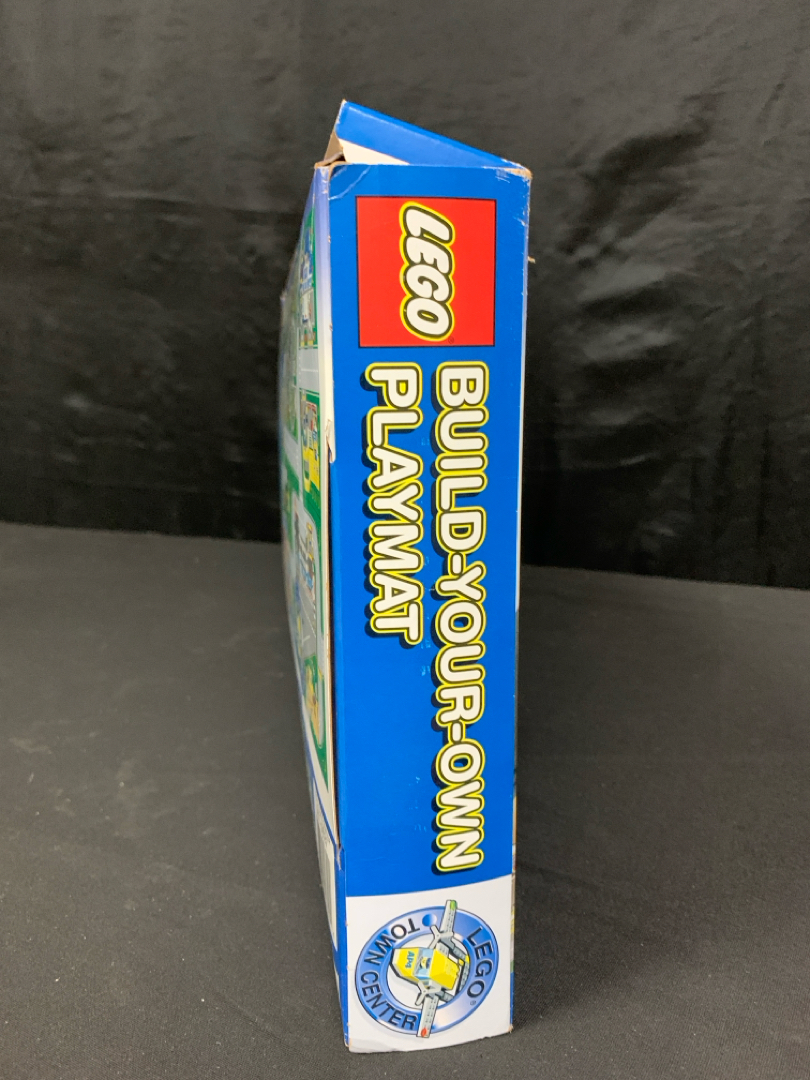 LEGO
BUILD-YOUR-OWN
PLAYMAT
LEGO®
TOWN CENTER